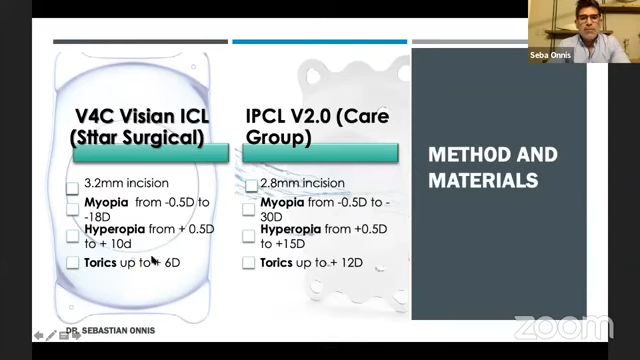 V4C Visian ICL
(Sttar Surgical)
3.2mm incision
Myopia from -0.5D to
-18D
Hyperopia from + 0.5D
to + 10d
Torics up to + 6D
IPCL V2.0 (Care
Group)
2.8mm incision
Myopia from -0.5D to -
30D
Hyperopia from +0.5D
to +15D
Torics up to + 12D
METHOD AND
MATERIALS
DR. SEBASTIAN ONNIS
Seba Onnis
zoom